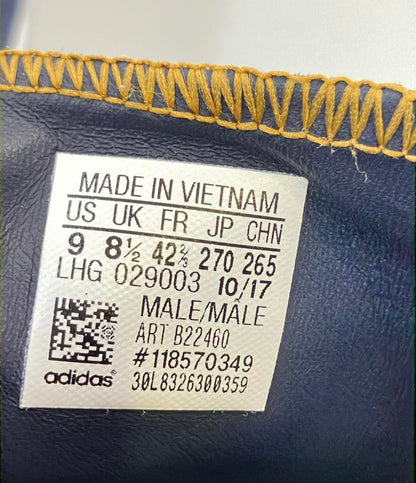 MADE IN VIETNAM
US UK FR JP CHN
9 8½ 42⅔ 270 265
LHG 029003 10/17
MALE/MÂLE
ART B22460
#118570349
adidas® 30L8326300359